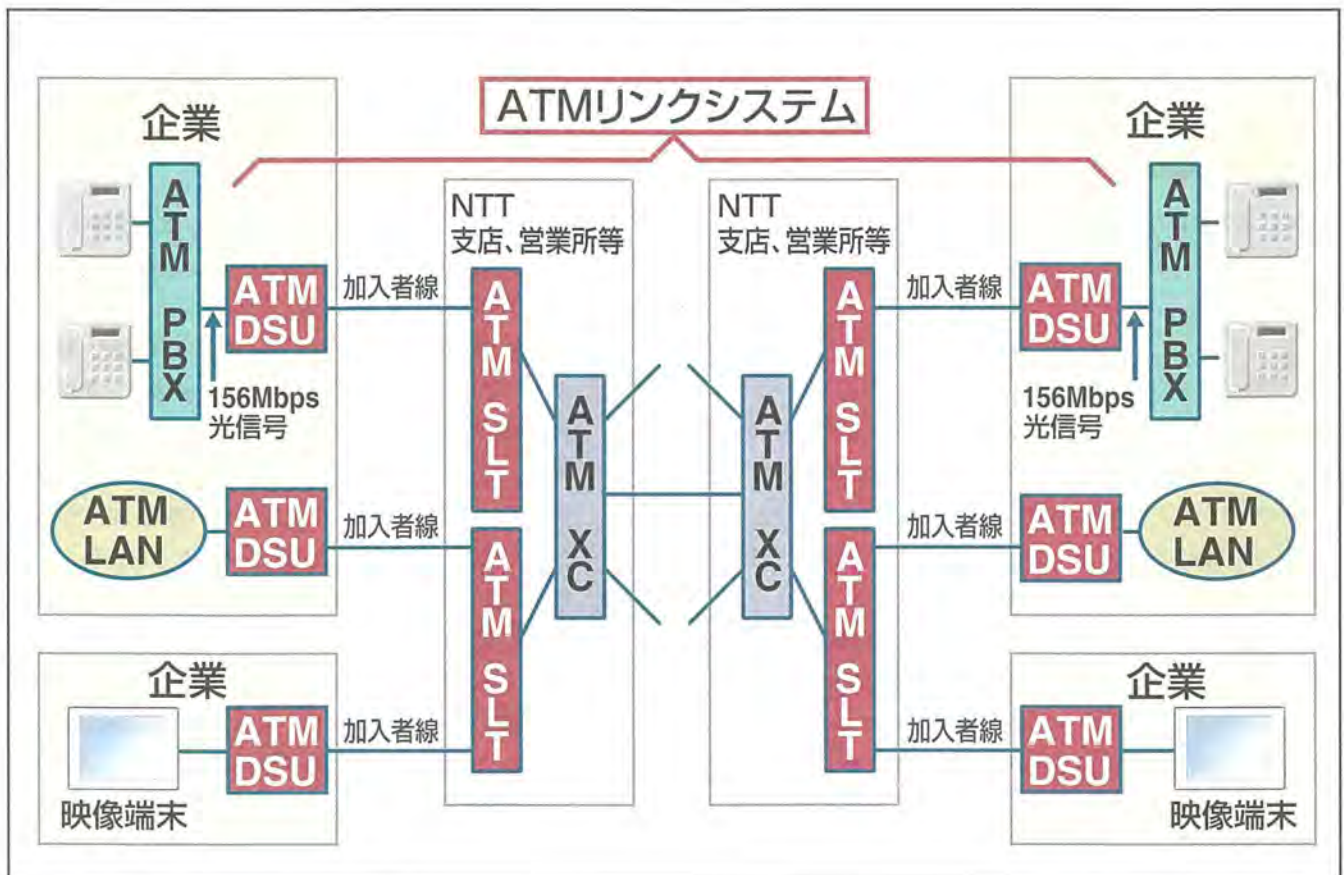 ATMリンクシステム
企業
ATM PBX
ATM
DSU
156Mbps
光信号
加入者線
ATM
LAN
ATM
DSU
加入者線
企業
映像端末
ATM
DSU
加入者線
NTT
支店、営業所等
ATM SLT
ATM SLT
ATM XC
NTT
支店、営業所等
ATM XC
ATM SLT
ATM SLT
企業
加入者線
ATM
DSU
156Mbps
光信号
ATM PBX
加入者線
ATM
DSU
ATM
LAN
企業
加入者線
ATM
DSU
映像端末